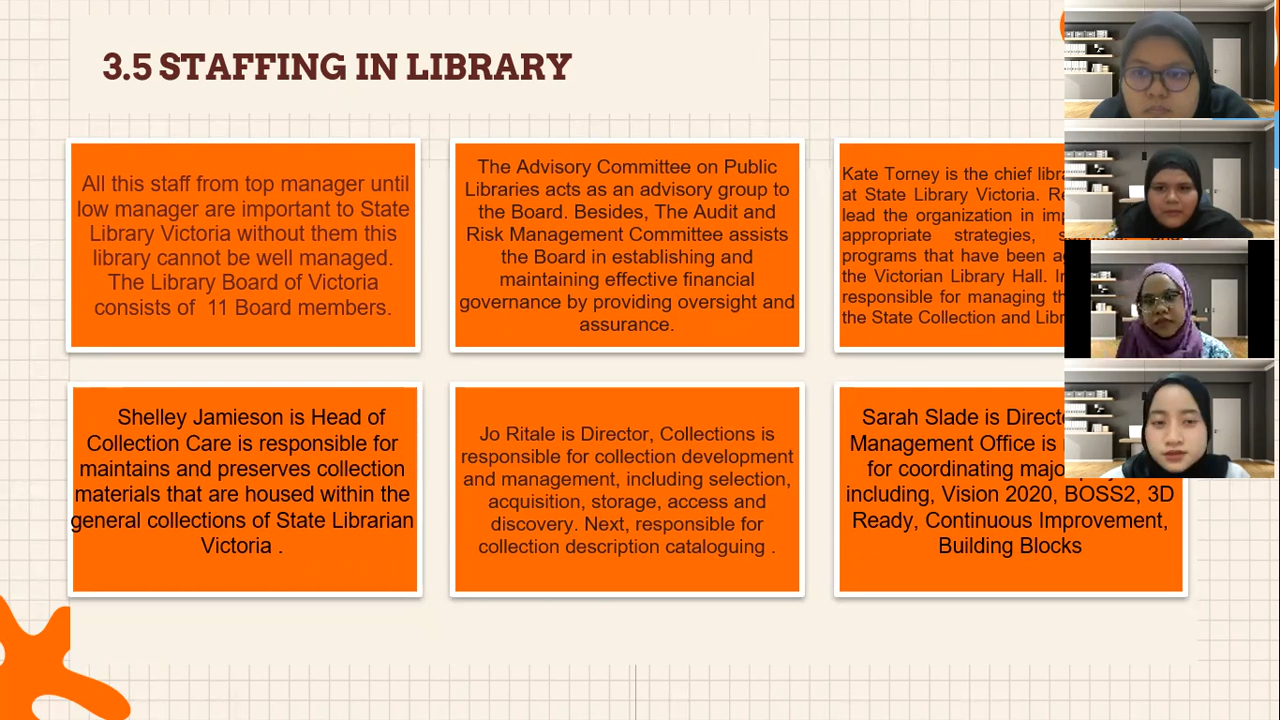 3.5 STAFFING IN LIBRARY
All this staff from top manager until
low manager are important to State
Library Victoria without them this
library cannot be well managed.
The Library Board of Victoria
consists of 11 Board members.
The Advisory Committee on Public
Libraries acts as an advisory group to
the Board. Besides, The Audit and
Risk Management Committee assists
the Board in establishing and
maintaining effective financial
governance by providing oversight and
assurance.
Kate Torney is the chief
at State Library Victoria.
lead the organization in
appropriate strategies,
programs that have been
the Victorian Library Hall.
responsible for managing
the State Collection and
Shelley Jamieson is Head of
Collection Care is responsible for
maintains and preserves collection
materials that are housed within the
general collections of State Librarian
Victoria .
Jo Ritale is Director, Collections is
responsible for collection development
and management, including selection,
acquisition, storage, access and
discovery. Next, responsible for
collection description cataloguing .
Sarah Slade is
Management Office is
for coordinating
including, Vision 2020, BOSS2, 3D
Ready, Continuous Improvement,
Building Blocks